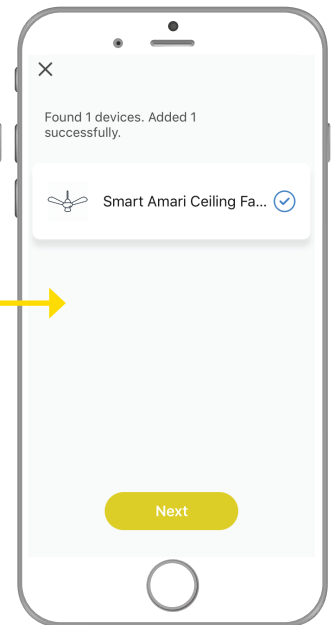 Found 1 devices. Added 1
successfully.
Smart Amari Ceiling Fa...
Next